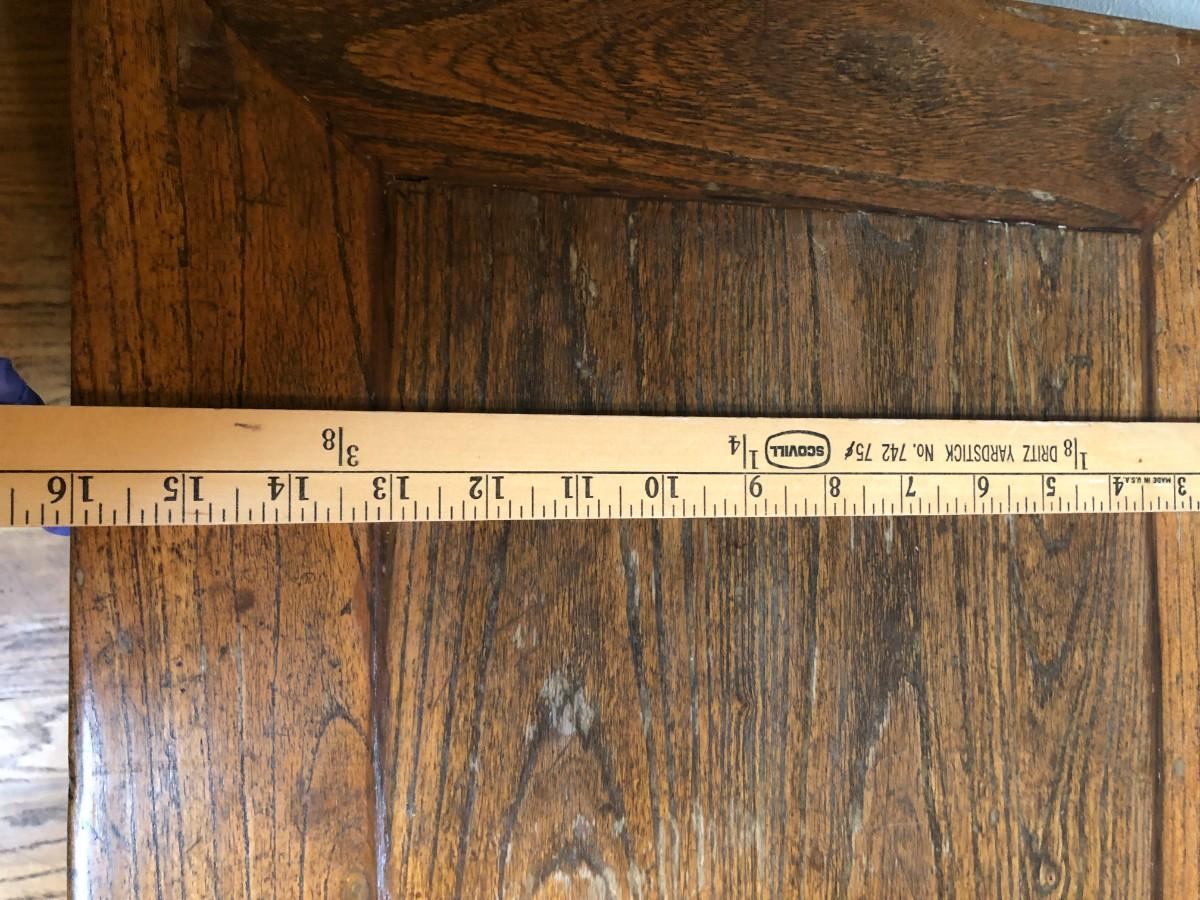 3 MADE IN U.S.A. 4 5 6 7 8 9 10 11 12 13 14 15 16
1/8 DRITZ YARDSTICK No. 742 75¢ SCOVILL 1/4 3/8